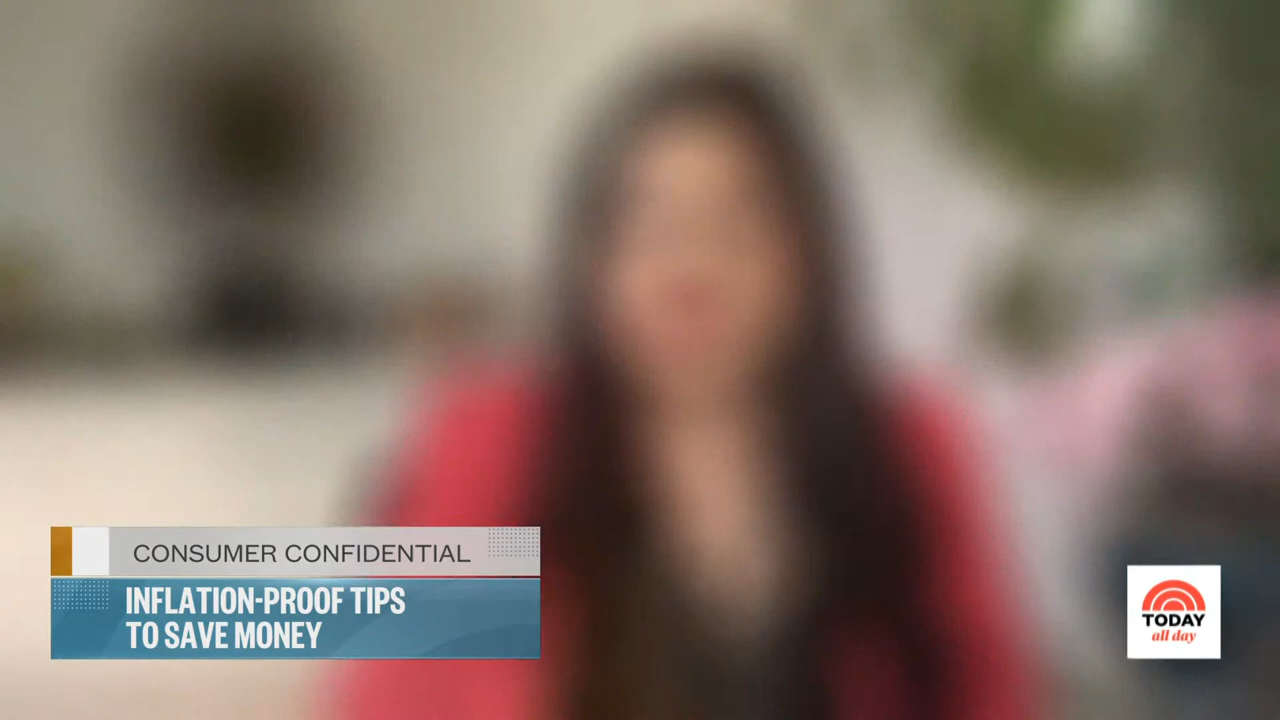 CONSUMER CONFIDENTIAL
INFLATION-PROOF TIPS
TO SAVE MONEY
TODAY
all day